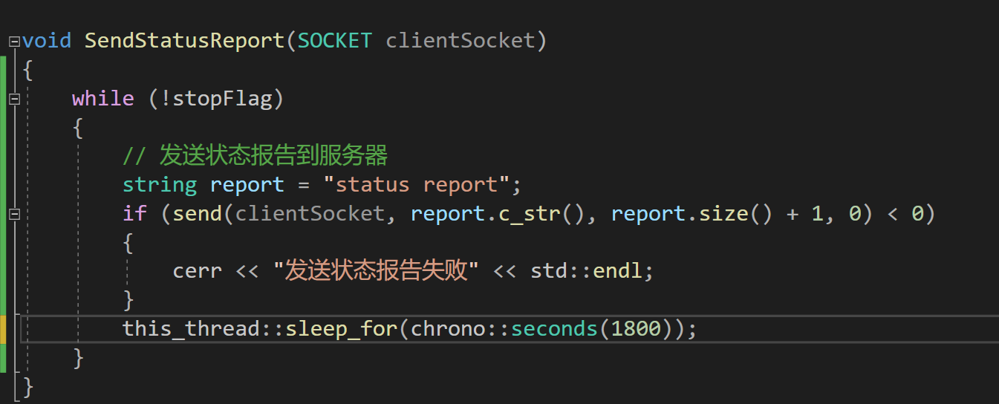 void SendStatusReport(SOCKET clientSocket)
{
    while (!stopFlag)
    {
        // 发送状态报告到服务器
        string report = "status report";
        if (send(clientSocket, report.c_str(), report.size() + 1, 0) < 0)
        {
            cerr << "发送状态报告失败" << std::endl;
        }
        this_thread::sleep_for(chrono::seconds(1800));
    }
}